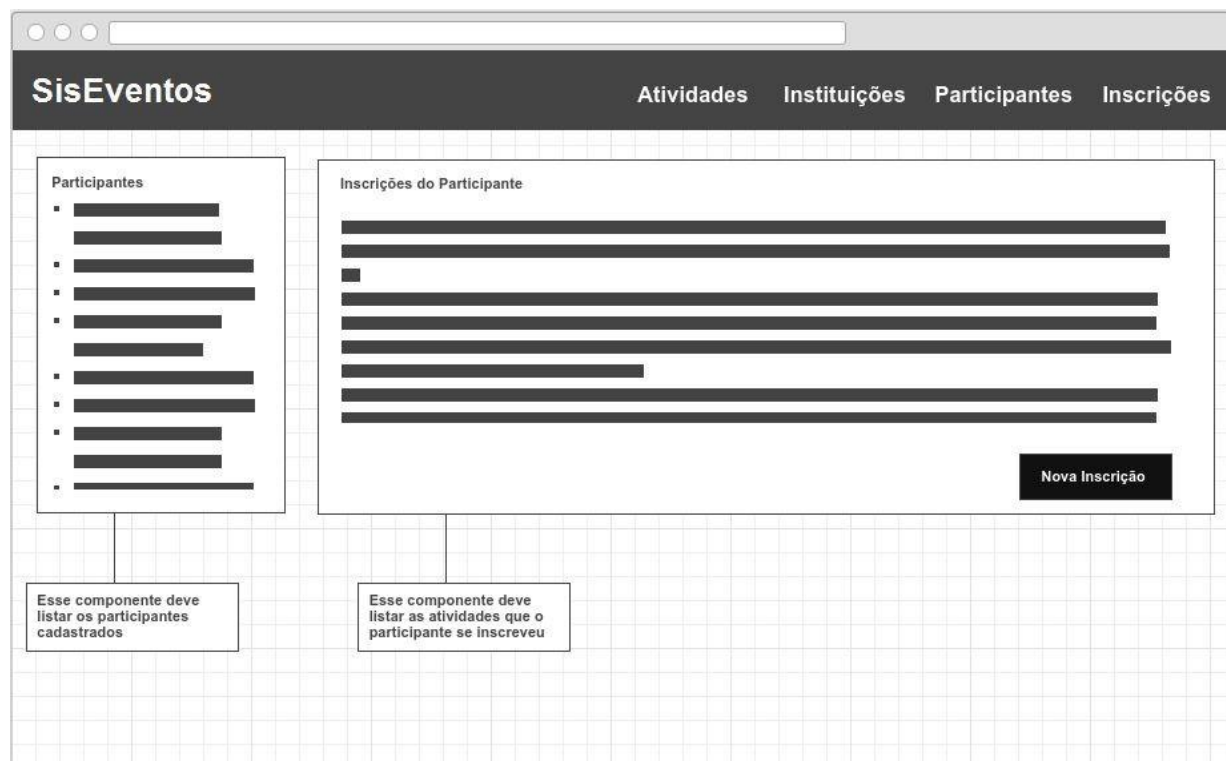 SisEventos
Atividades Instituições Participantes Inscrições
Participantes
Inscrições do Participante
Nova Inscrição
Esse componente deve
listar os participantes
cadastrados
Esse componente deve
listar as atividades que o
participante se inscreveu